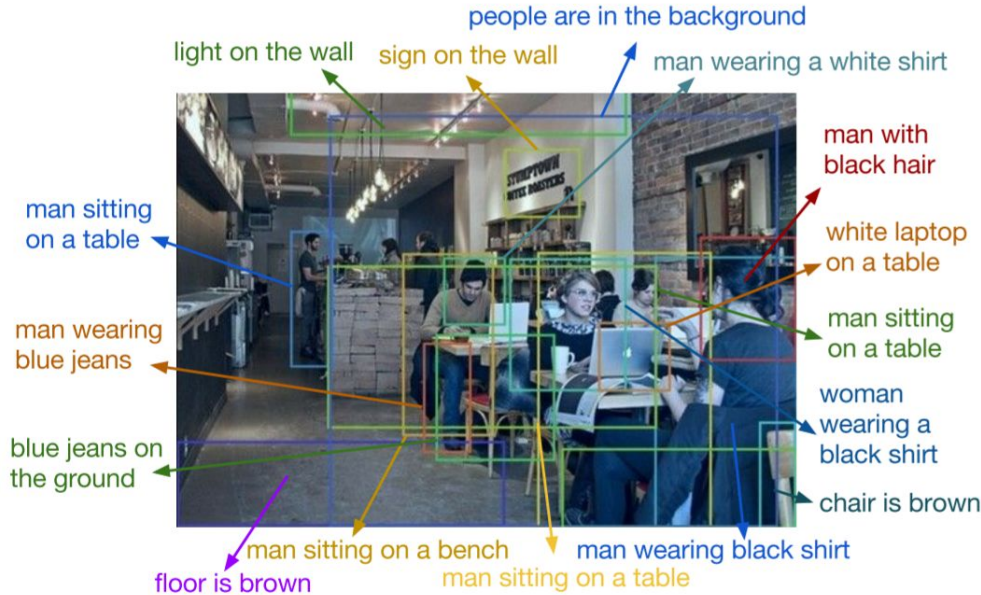 people are in the background
light on the wall
sign on the wall
man wearing a white shirt
man with
black hair
STUMPTOWN
COFFEE ROASTERS
man sitting
on a table
white laptop
on a table
man wearing
blue jeans
man sitting
on a table
woman
wearing a
black shirt
blue jeans on
the ground
chair is brown
man sitting on a bench
man wearing black shirt
man sitting on a table
floor is brown